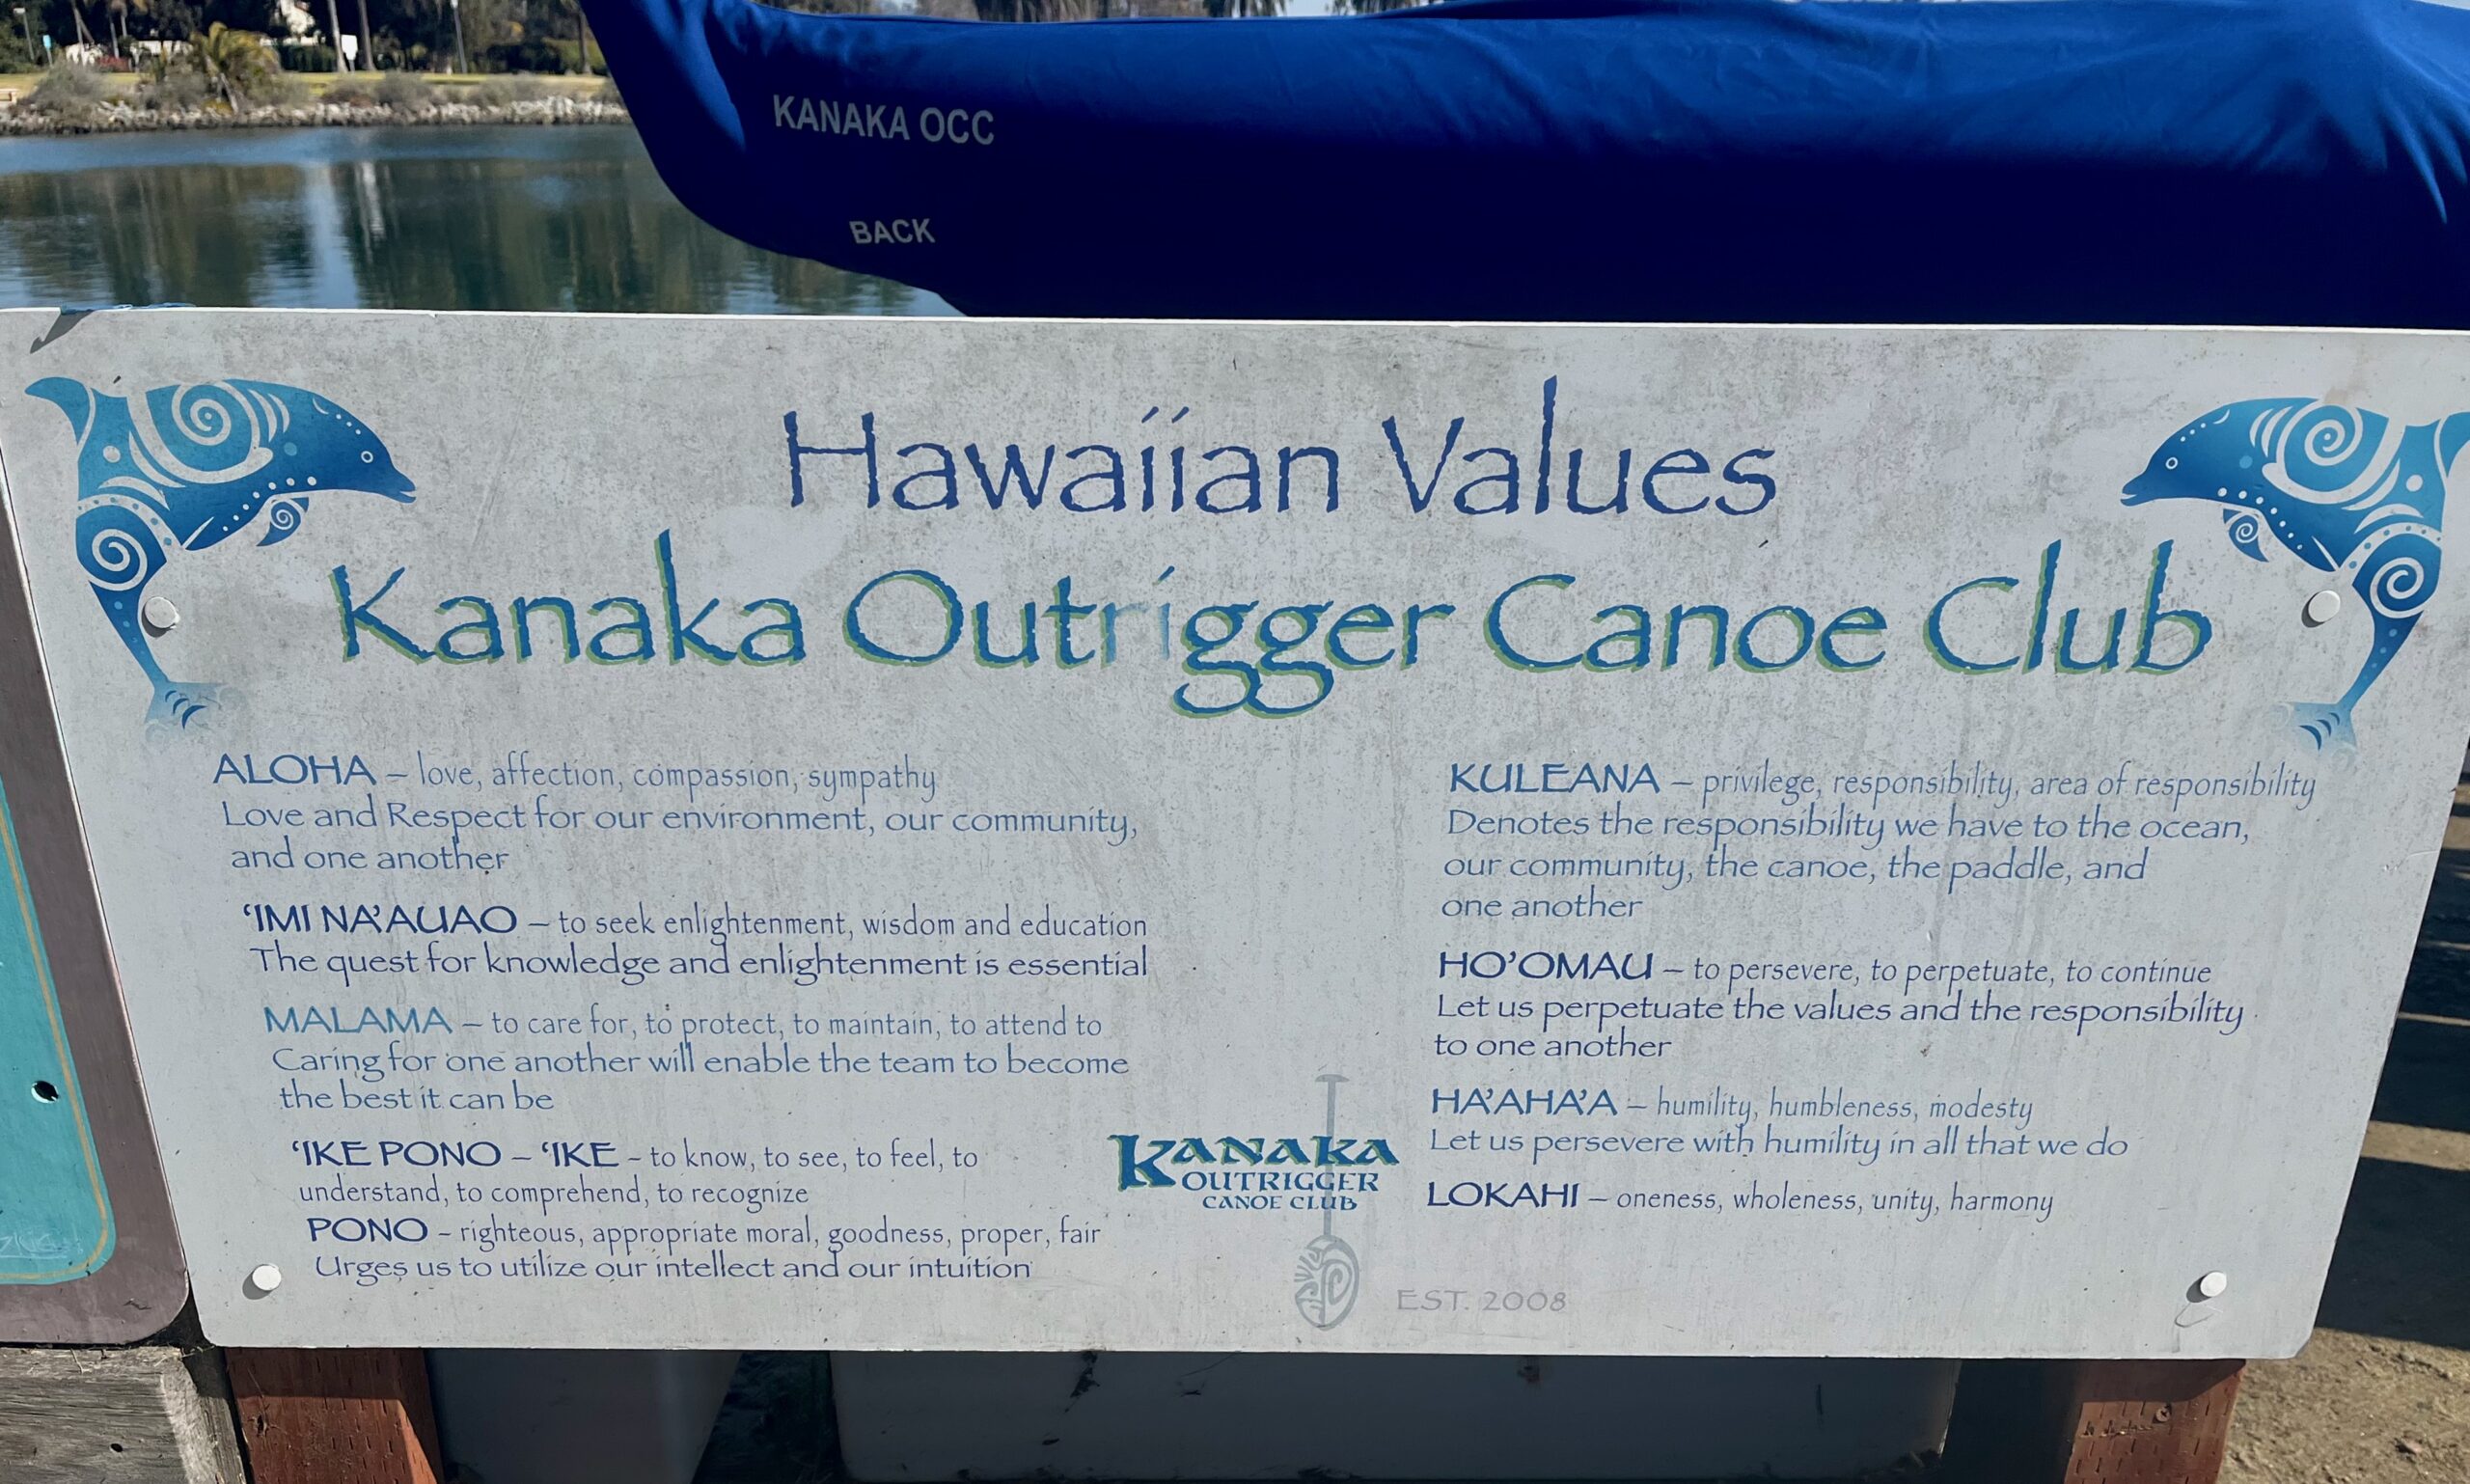 KANAKA OCC
BACK
Hawaiian Values
Kanaka Outrigger Canoe Club
ALOHA – love, affection, compassion, sympathy
Love and Respect for our environment, our community,
and one another
‘IMI NA’AUAO – to seek enlightenment, wisdom and education
The quest for knowledge and enlightenment is essential
MALAMA – to care for, to protect, to maintain, to attend to
Caring for one another will enable the team to become
the best it can be
‘IKE PONO – ‘IKE – to know, to see, to feel, to
understand, to comprehend, to recognize
PONO – righteous, appropriate moral, goodness, proper, fair
Urges us to utilize our intellect and our intuition
KULEANA – privilege, responsibility, area of responsibility
Denotes the responsibility we have to the ocean,
our community, the canoe, the paddle, and
one another
HO’OMAU – to persevere, to perpetuate, to continue
Let us perpetuate the values and the responsibility
to one another
HA’AHA’A – humility, humbleness, modesty
Let us persevere with humility in all that we do
LOKAHI – oneness, wholeness, unity, harmony
KANAKA
OUTRIGGER
CANOE CLUB
EST. 2008